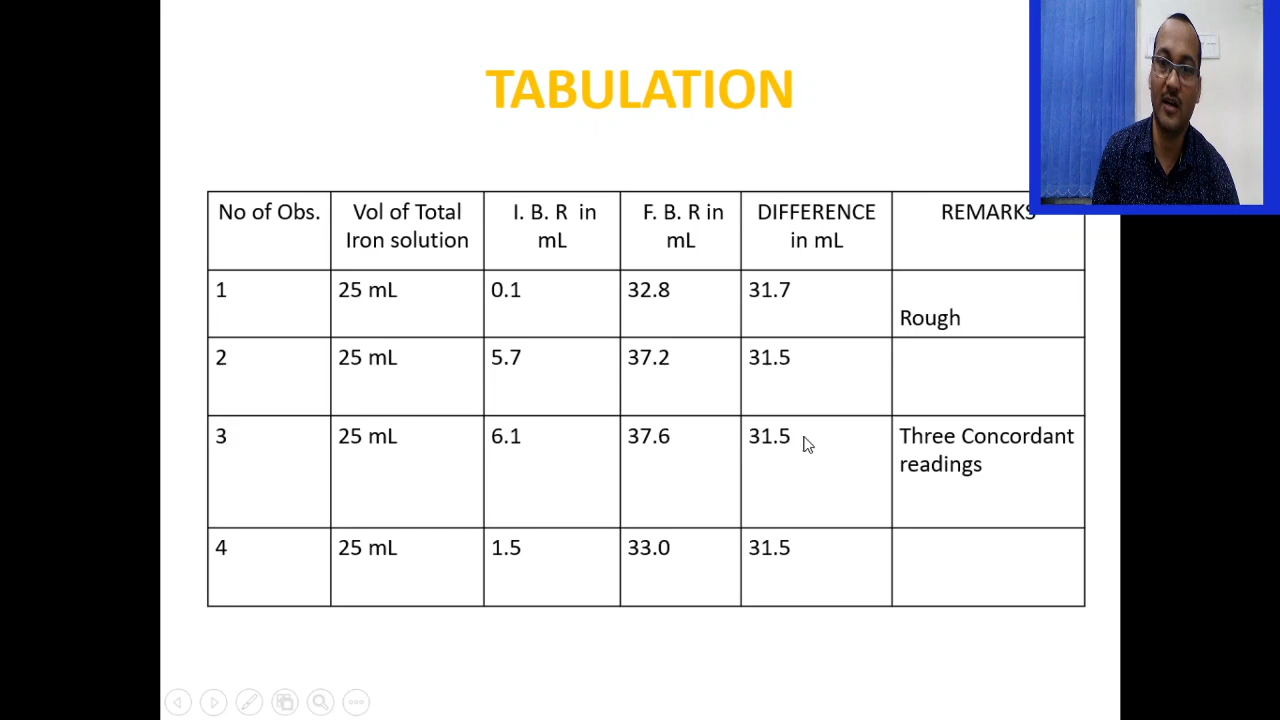 TABULATION
No of Obs.
Vol of Total
Iron solution
I. B. R in
mL
F. B. R in
mL
DIFFERENCE
in mL
REMARKS
1
25 mL
0.1
32.8
31.7
Rough
2
25 mL
5.7
37.2
31.5
3
25 mL
6.1
37.6
31.5
Three Concordant
readings
4
25 mL
1.5
33.0
31.5